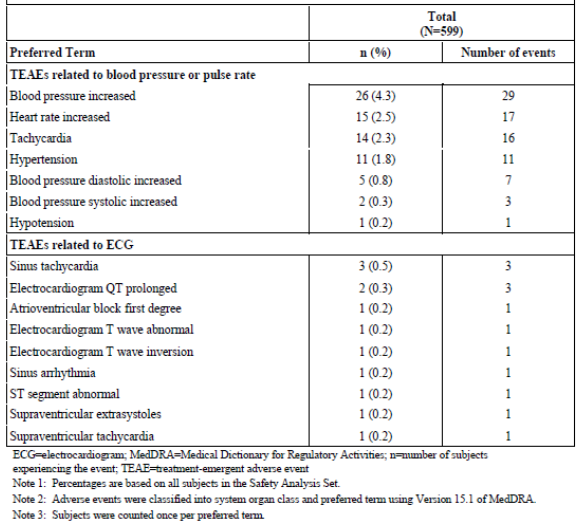 Total
(N=599)
Preferred Term n (%) Number of events
TEAEs related to blood pressure or pulse rate
Blood pressure increased 26 (4.3) 29
Heart rate increased 15 (2.5) 17
Tachycardia 14 (2.3) 16
Hypertension 11 (1.8) 11
Blood pressure diastolic increased 5 (0.8) 7
Blood pressure systolic increased 2 (0.3) 3
Hypotension 1 (0.2) 1
TEAEs related to ECG
Sinus tachycardia 3 (0.5) 3
Electrocardiogram QT prolonged 2 (0.3) 3
Atrioventricular block first degree 1 (0.2) 1
Electrocardiogram T wave abnormal 1 (0.2) 1
Electrocardiogram T wave inversion 1 (0.2) 1
Sinus arrhythmia 1 (0.2) 1
ST segment abnormal 1 (0.2) 1
Supraventricular extrasystoles 1 (0.2) 1
Supraventricular tachycardia 1 (0.2) 1
ECG=electrocardiogram; MedDRA=Medical Dictionary for Regulatory Activities; n=number of subjects
experiencing the event; TEAE=treatment-emergent adverse event
Note 1: Percentages are based on all subjects in the Safety Analysis Set.
Note 2: Adverse events were classified into system organ class and preferred term using Version 15.1 of MedDRA.
Note 3: Subjects were counted once per preferred term.